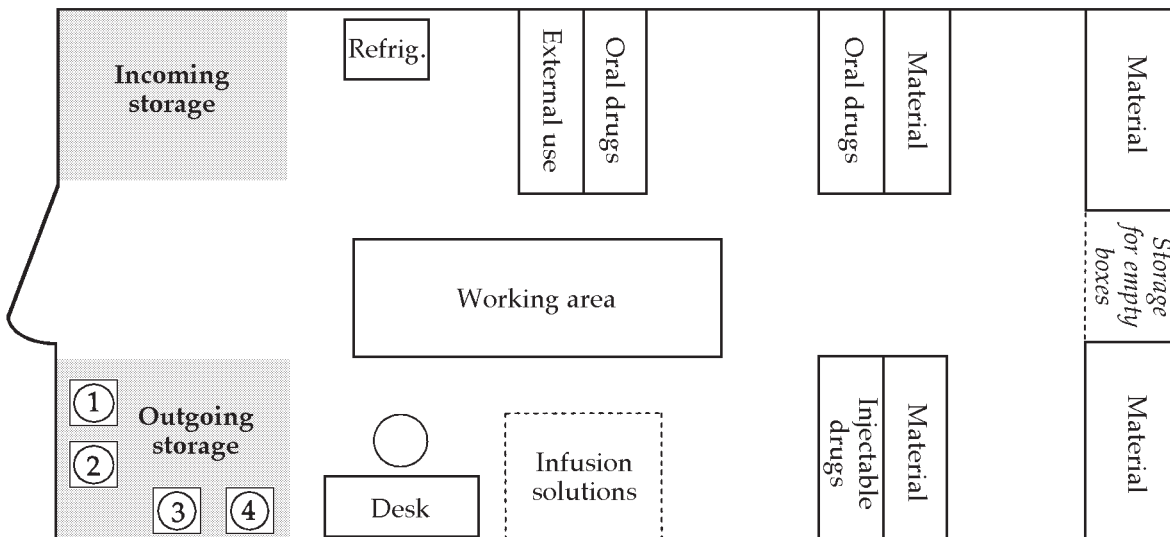 Incoming
storage
Refrig.
External use
Oral drugs
Oral drugs
Material
Material
Storage
for empty
boxes
Working area
1
2
3
4
Outgoing
storage
Desk
Infusion
solutions
Injectable
drugs
Material
Material